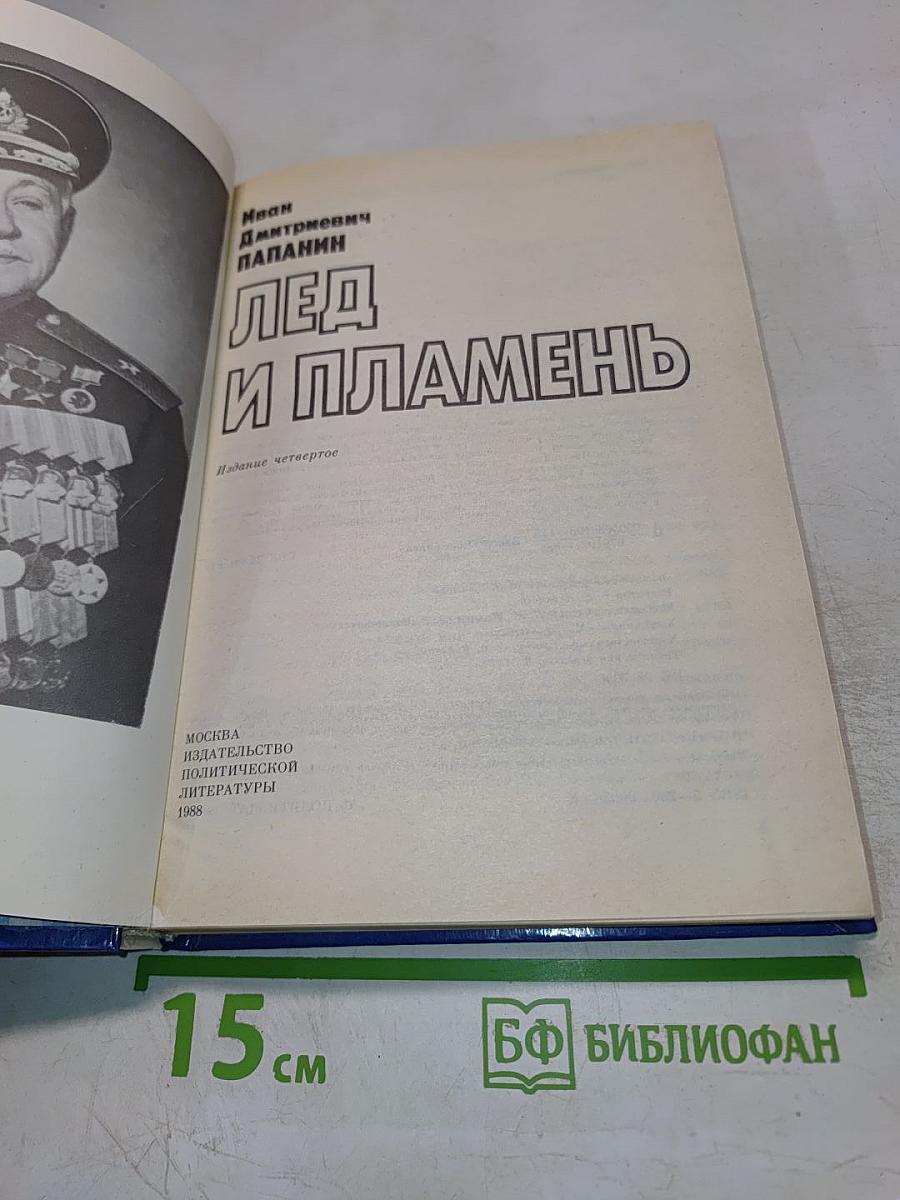 Иван
Дмитриевич
ПАПАНИН
ЛЕД
И ПЛАМЕНЬ
Издание четвертое
МОСКВА
ИЗДАТЕЛЬСТВО
ПОЛИТИЧЕСКОЙ
ЛИТЕРАТУРЫ
1988
15 см
БФ БИБЛИОФАН